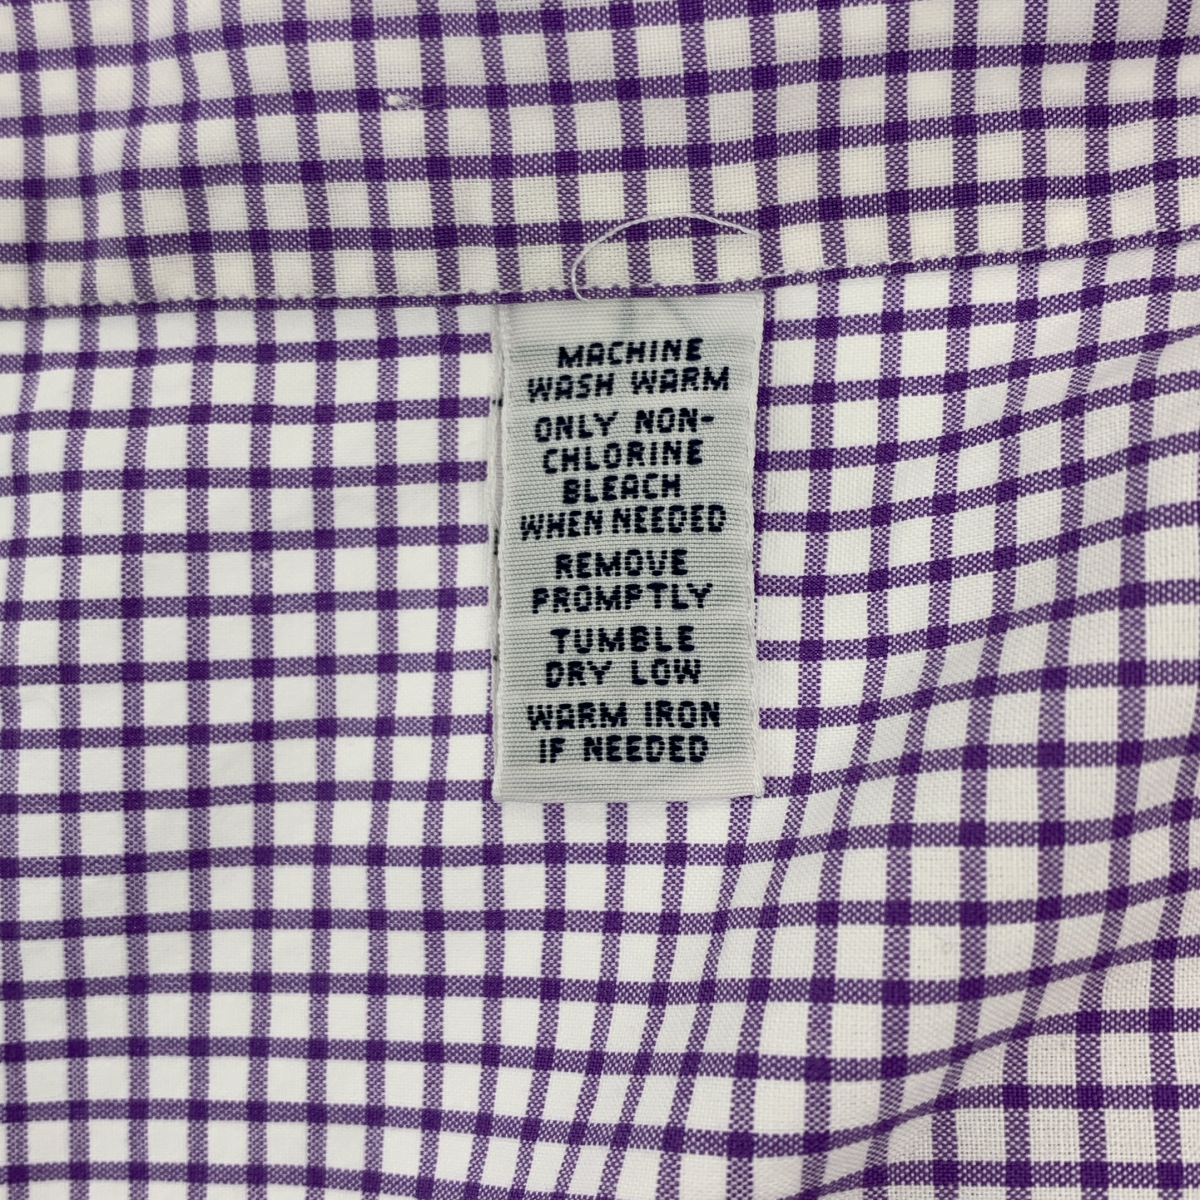 MACHINE
WASH WARM
ONLY NON-
CHLORINE
BLEACH
WHEN NEEDED
REMOVE
PROMPTLY
TUMBLE
DRY LOW
WARM IRON
IF NEEDED